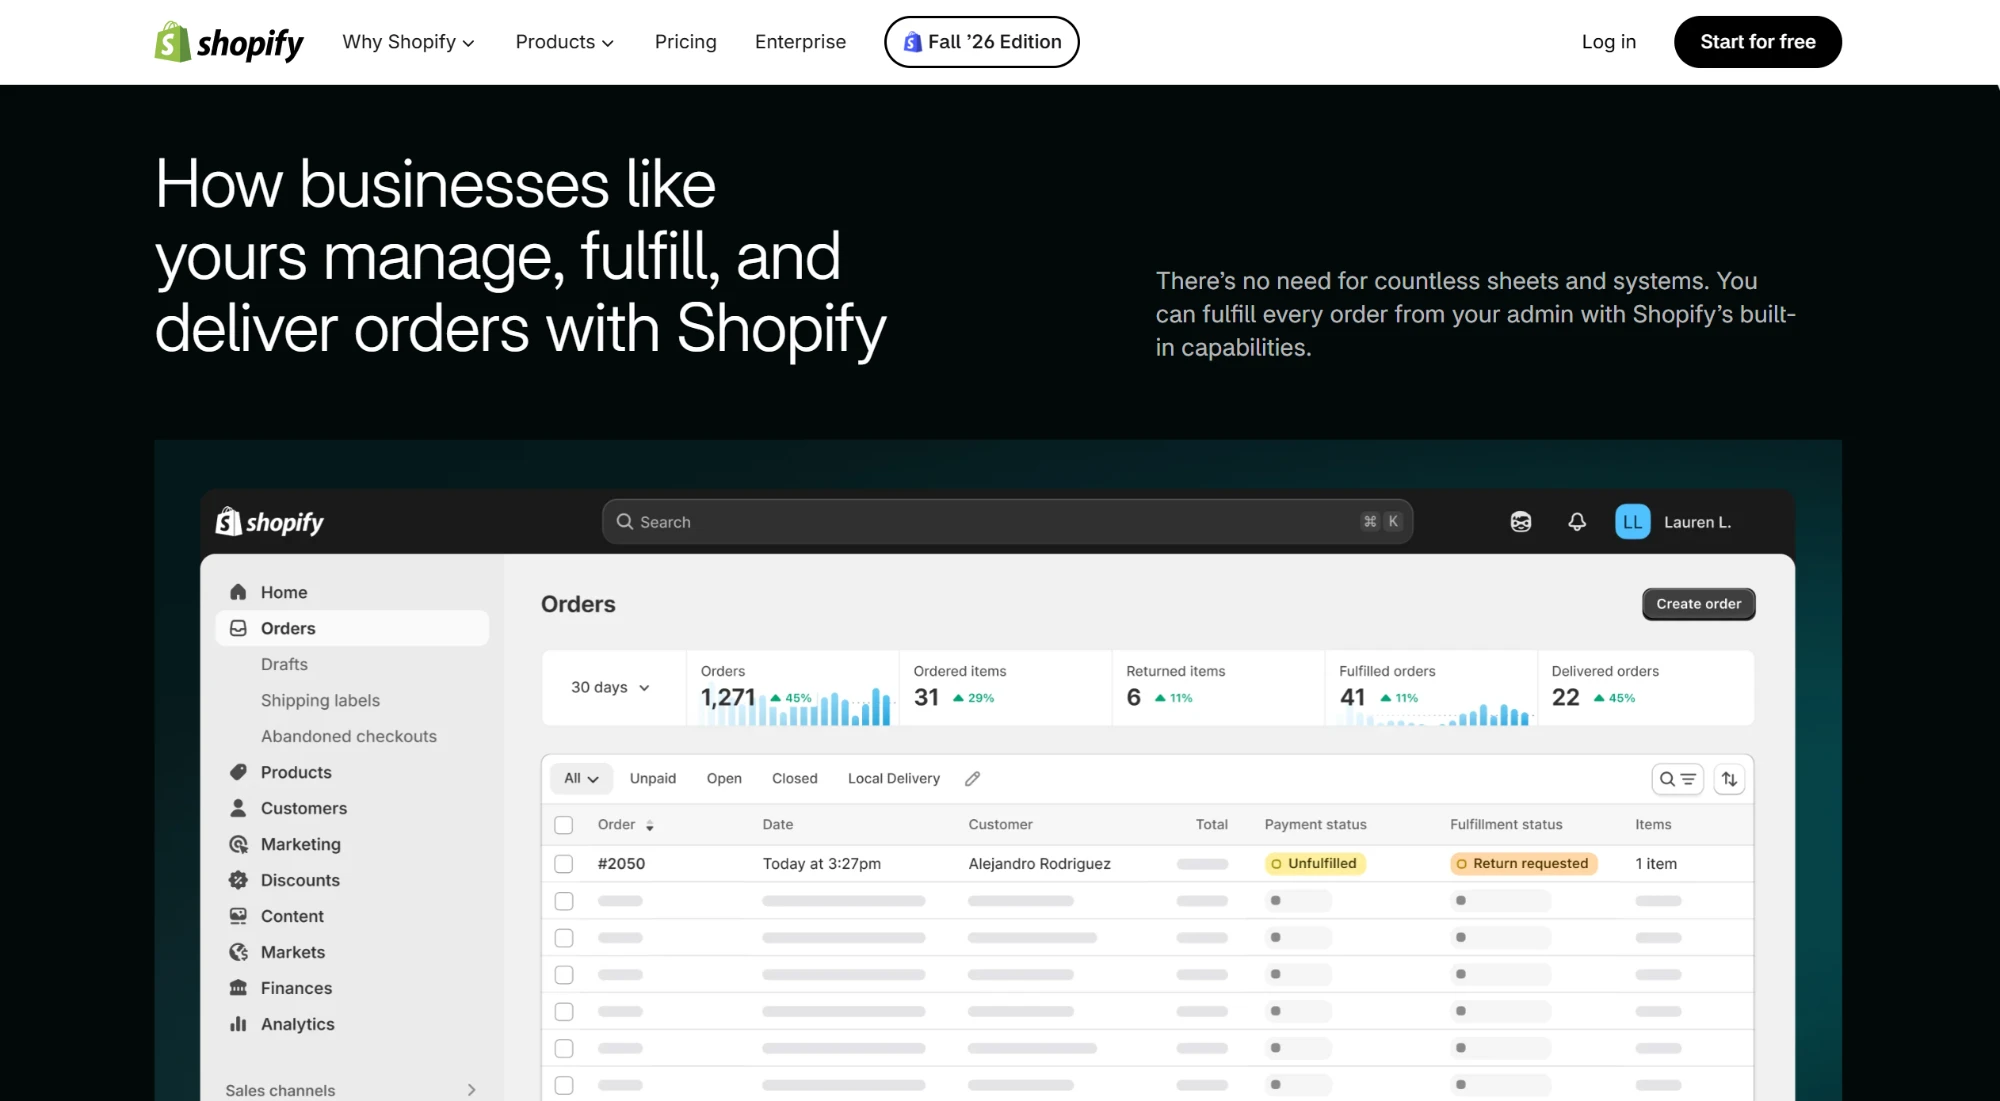 shopify
Why Shopify
Products
Pricing
Enterprise
Fall ’26 Edition
Log in
Start for free
How businesses like
yours manage, fulfill, and
deliver orders with Shopify
There’s no need for countless sheets and systems. You
can fulfill every order from your admin with Shopify’s built-
in capabilities.
shopify
Search
⌘ K
LL
Lauren L.
Home
Orders
Drafts
Shipping labels
Abandoned checkouts
Products
Customers
Marketing
Discounts
Content
Markets
Finances
Analytics
Sales channels
Orders
Create order
30 days
Orders
1,271 45%
Ordered items
31 29%
Returned items
6 11%
Fulfilled orders
41 11%
Delivered orders
22 45%
All
Unpaid
Open
Closed
Local Delivery
Order
Date
Customer
Total
Payment status
Fulfillment status
Items
#2050
Today at 3:27pm
Alejandro Rodriguez
Unfulfilled
Return requested
1 item